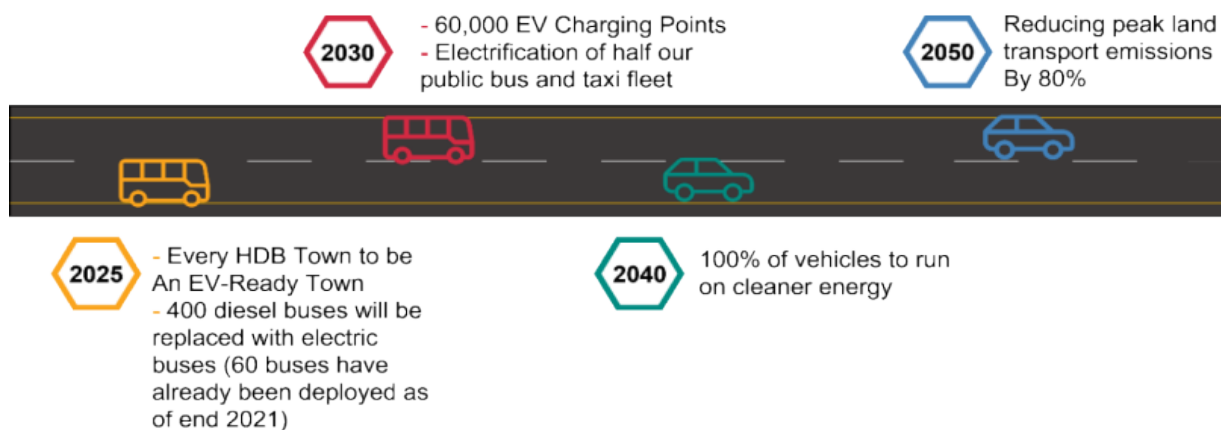 2030
- 60,000 EV Charging Points
- Electrification of half our
public bus and taxi fleet
2050
Reducing peak land
transport emissions
By 80%
2025
- Every HDB Town to be
An EV-Ready Town
- 400 diesel buses will be
replaced with electric
buses (60 buses have
already been deployed as
of end 2021)
2040
100% of vehicles to run
on cleaner energy